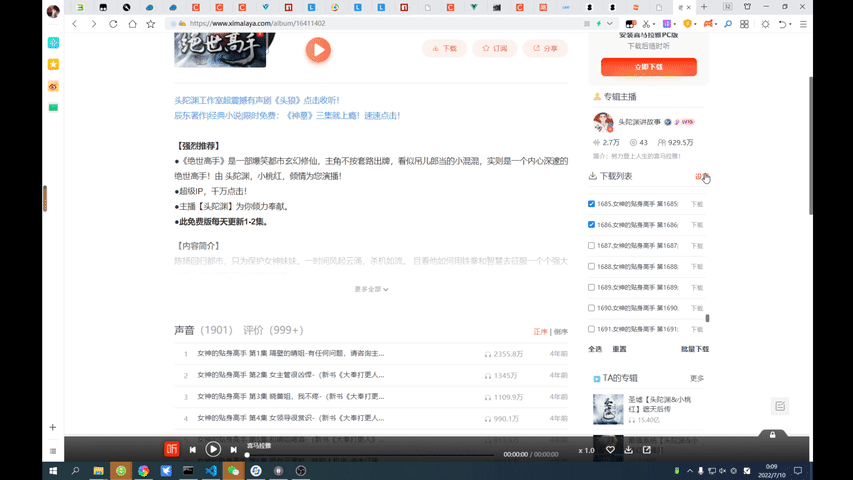 https://www.ximalaya.com/album/16411402
绝世高手
下载
订阅
分享
安装喜马拉雅PC版
下载后随时听
立即下载
头陀渊工作室超震撼有声剧《头狼》点击收听!
辰东著作|经典小说|限时免费:《神墓》三集就上瘾! 速速点击!
【强烈推荐】
●《绝世高手》是一部爆笑都市玄幻修仙,主角不按套路出牌,看似吊儿郎当的小混混,实则是一个内心深邃的
绝世高手! 由 头陀渊,小桃红,倾情为您演播!
●超级IP,千万点击!
●主播【头陀渊】为你倾力奉献。
●此免费版每天更新1-2集。
【内容简介】
更多全部
专辑主播
头陀渊讲故事
LV15
2.7万
43
929.5万
简介:努力登上人生的喜马拉雅!
下载列表
1685.女神的贴身高手 第1685:
下载
1686.女神的贴身高手 第1686:
下载
1687.女神的贴身高手 第1687:
下载
1688.女神的贴身高手 第1688:
下载
1689.女神的贴身高手 第1689:
下载
1690.女神的贴身高手 第1690:
下载
1691.女神的贴身高手 第1691:
下载
全选
重置
批量下载
声音(1901)
评价(999+)
正序 | 倒序
1 女神的贴身高手 第1集 隔壁的晴姐-有任何问题,请咨询主...
2355.8万
4年前
2 女神的贴身高手 第2集 女主管很凶悍-(新书《大奉打更人...
1345万
4年前
3 女神的贴身高手 第3集 晓蕾姐,我不疼-(新书《大奉打更...
1109.9万
4年前
4 女神的贴身高手 第4集 女领导很赏识-(新书《大奉打更...
990.1万
4年前
TA的专辑
更多
圣墟【头陀渊&小桃
红】遮天后传
15.40亿
喜马拉雅
00:00:00 / 00:00:00
x 1.0
0:09
2022/7/10